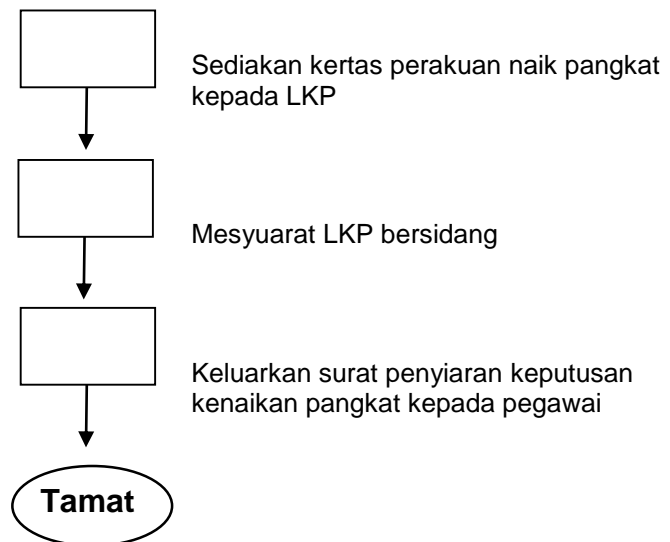 Sediakan kertas perakuan naik pangkat
kepada LKP
Mesyuarat LKP bersidang
Keluarkan surat penyiaran keputusan
kenaikan pangkat kepada pegawai
Tamat